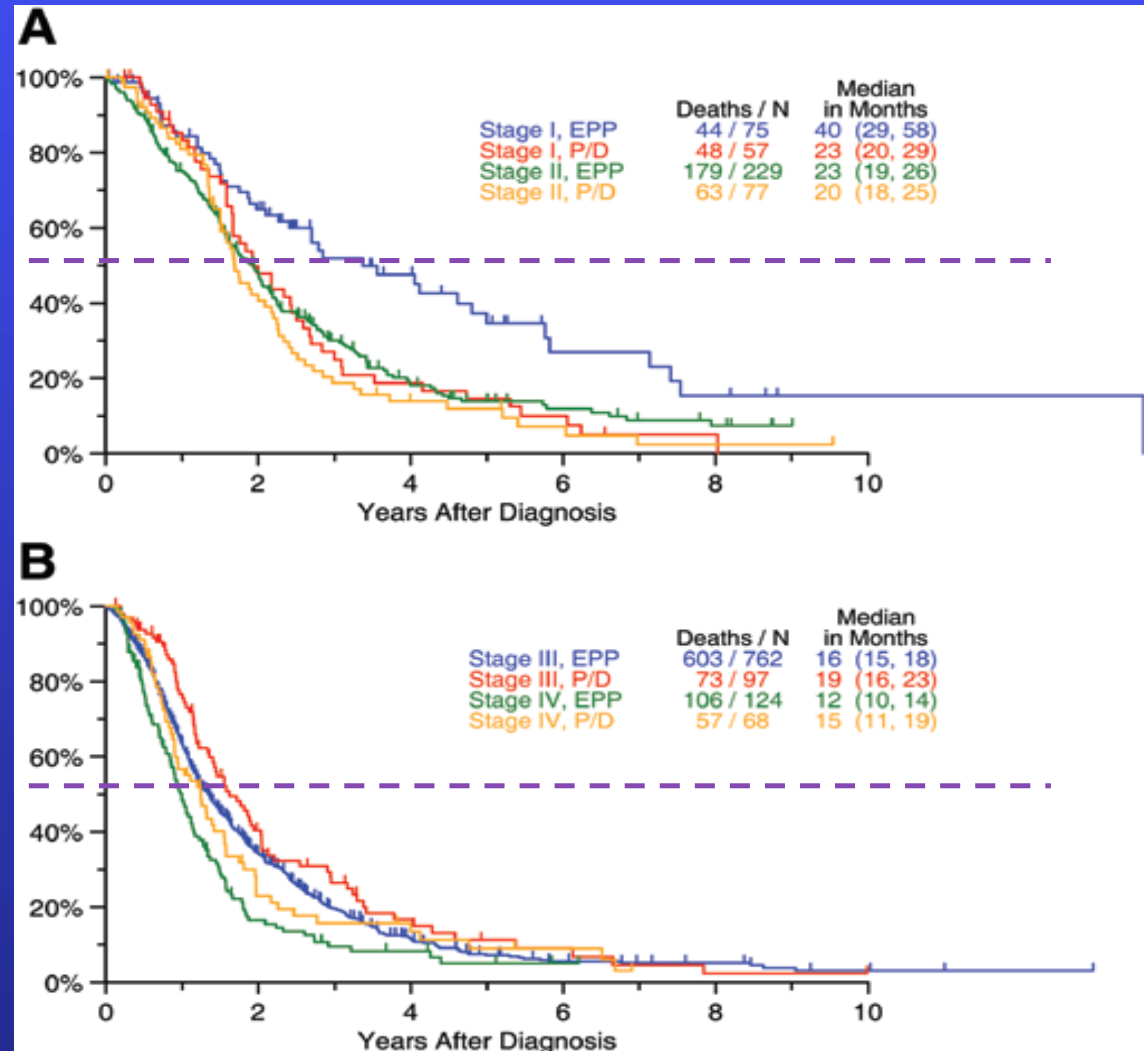 A
Median
Deaths / N in Months
Stage I, EPP 44 / 75 40 (29, 58)
Stage I, P/D 48 / 57 23 (20, 29)
Stage II, EPP 179 / 229 23 (19, 26)
Stage II, P/D 63 / 77 20 (18, 25)
100%
80%
60%
40%
20%
0%
0 2 4 6 8 10
Years After Diagnosis
B
Median
Deaths / N in Months
Stage III, EPP 603 / 762 16 (15, 18)
Stage III, P/D 73 / 97 19 (16, 23)
Stage IV, EPP 106 / 124 12 (10, 14)
Stage IV, P/D 57 / 68 15 (11, 19)
100%
80%
60%
40%
20%
0%
0 2 4 6 8 10
Years After Diagnosis